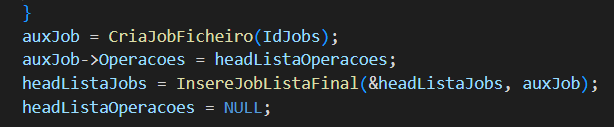 }
auxJob = CriaJobFicheiro(IdJobs);
auxJob->Operacoes = headListaOperacoes;
headListaJobs = InsereJobListaFinal(&headListaJobs, auxJob);
headListaOperacoes = NULL;